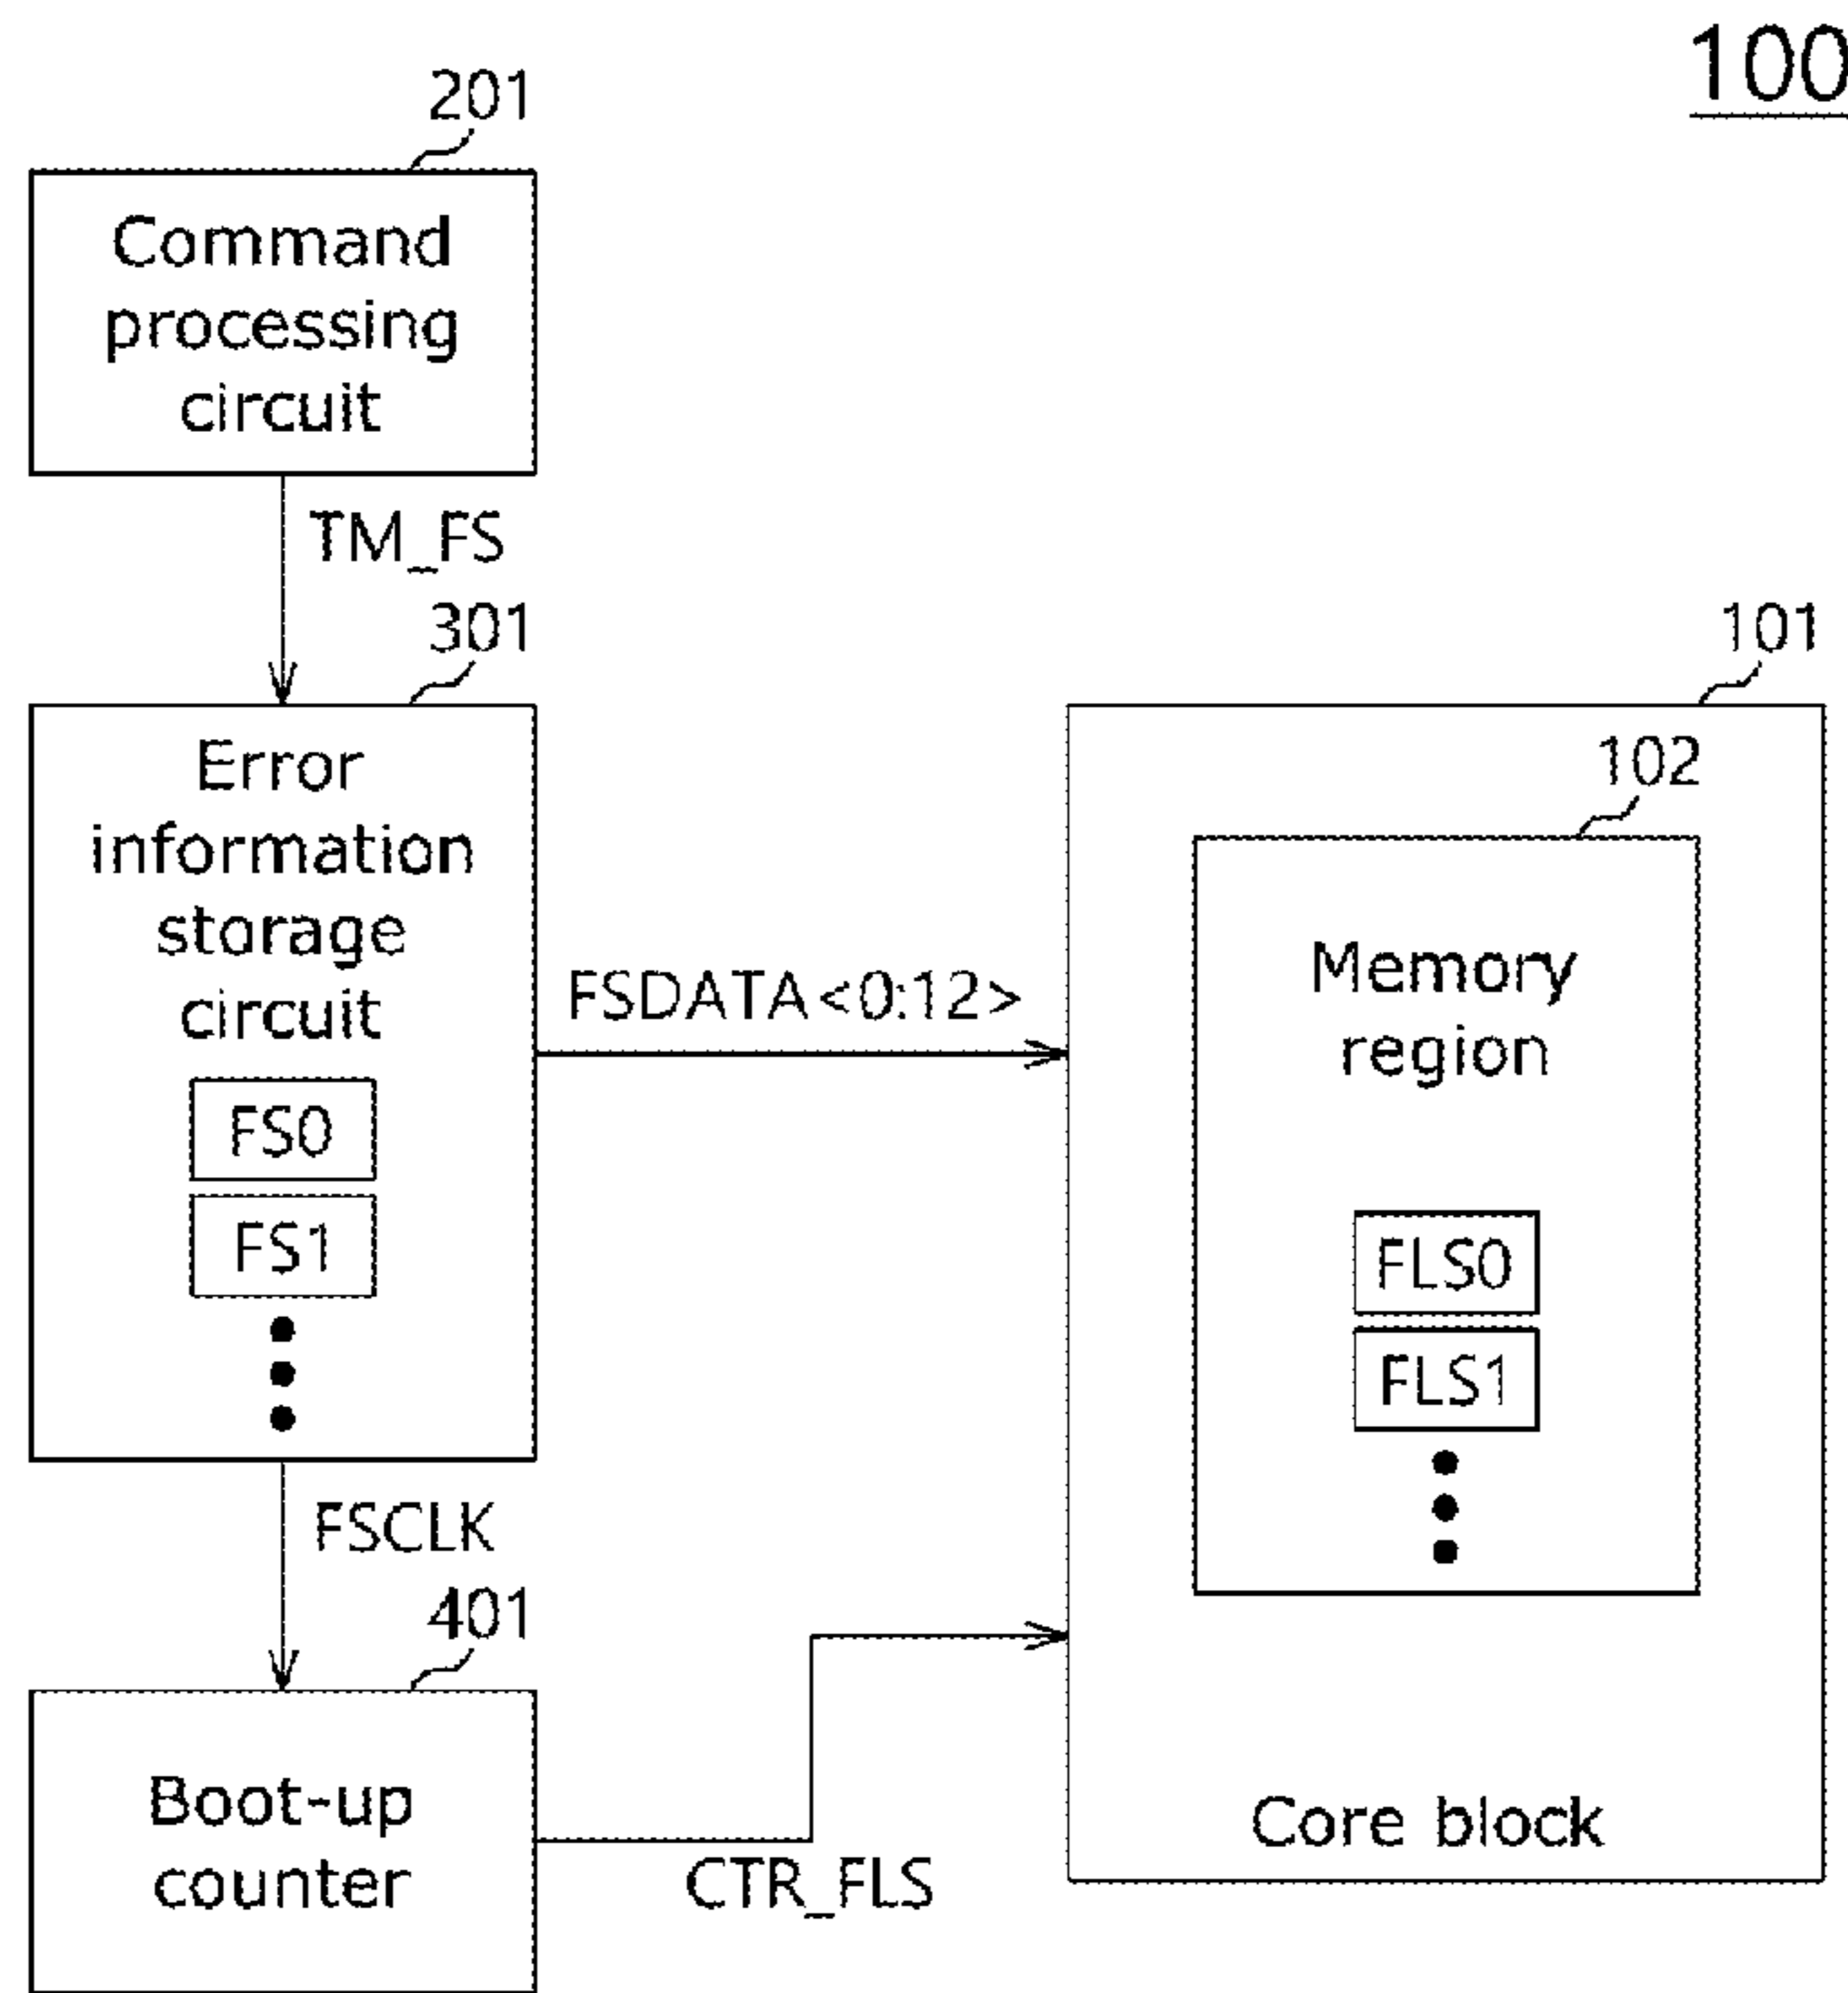 100
201
Command
processing
circuit
TM_FS
301
Error
information
storage
circuit
FS0
FS1
FSDATA<0:12>
101
102
Memory
region
FLS0
FLS1
Core block
FSCLK
401
Boot-up
counter
CTR_FLS